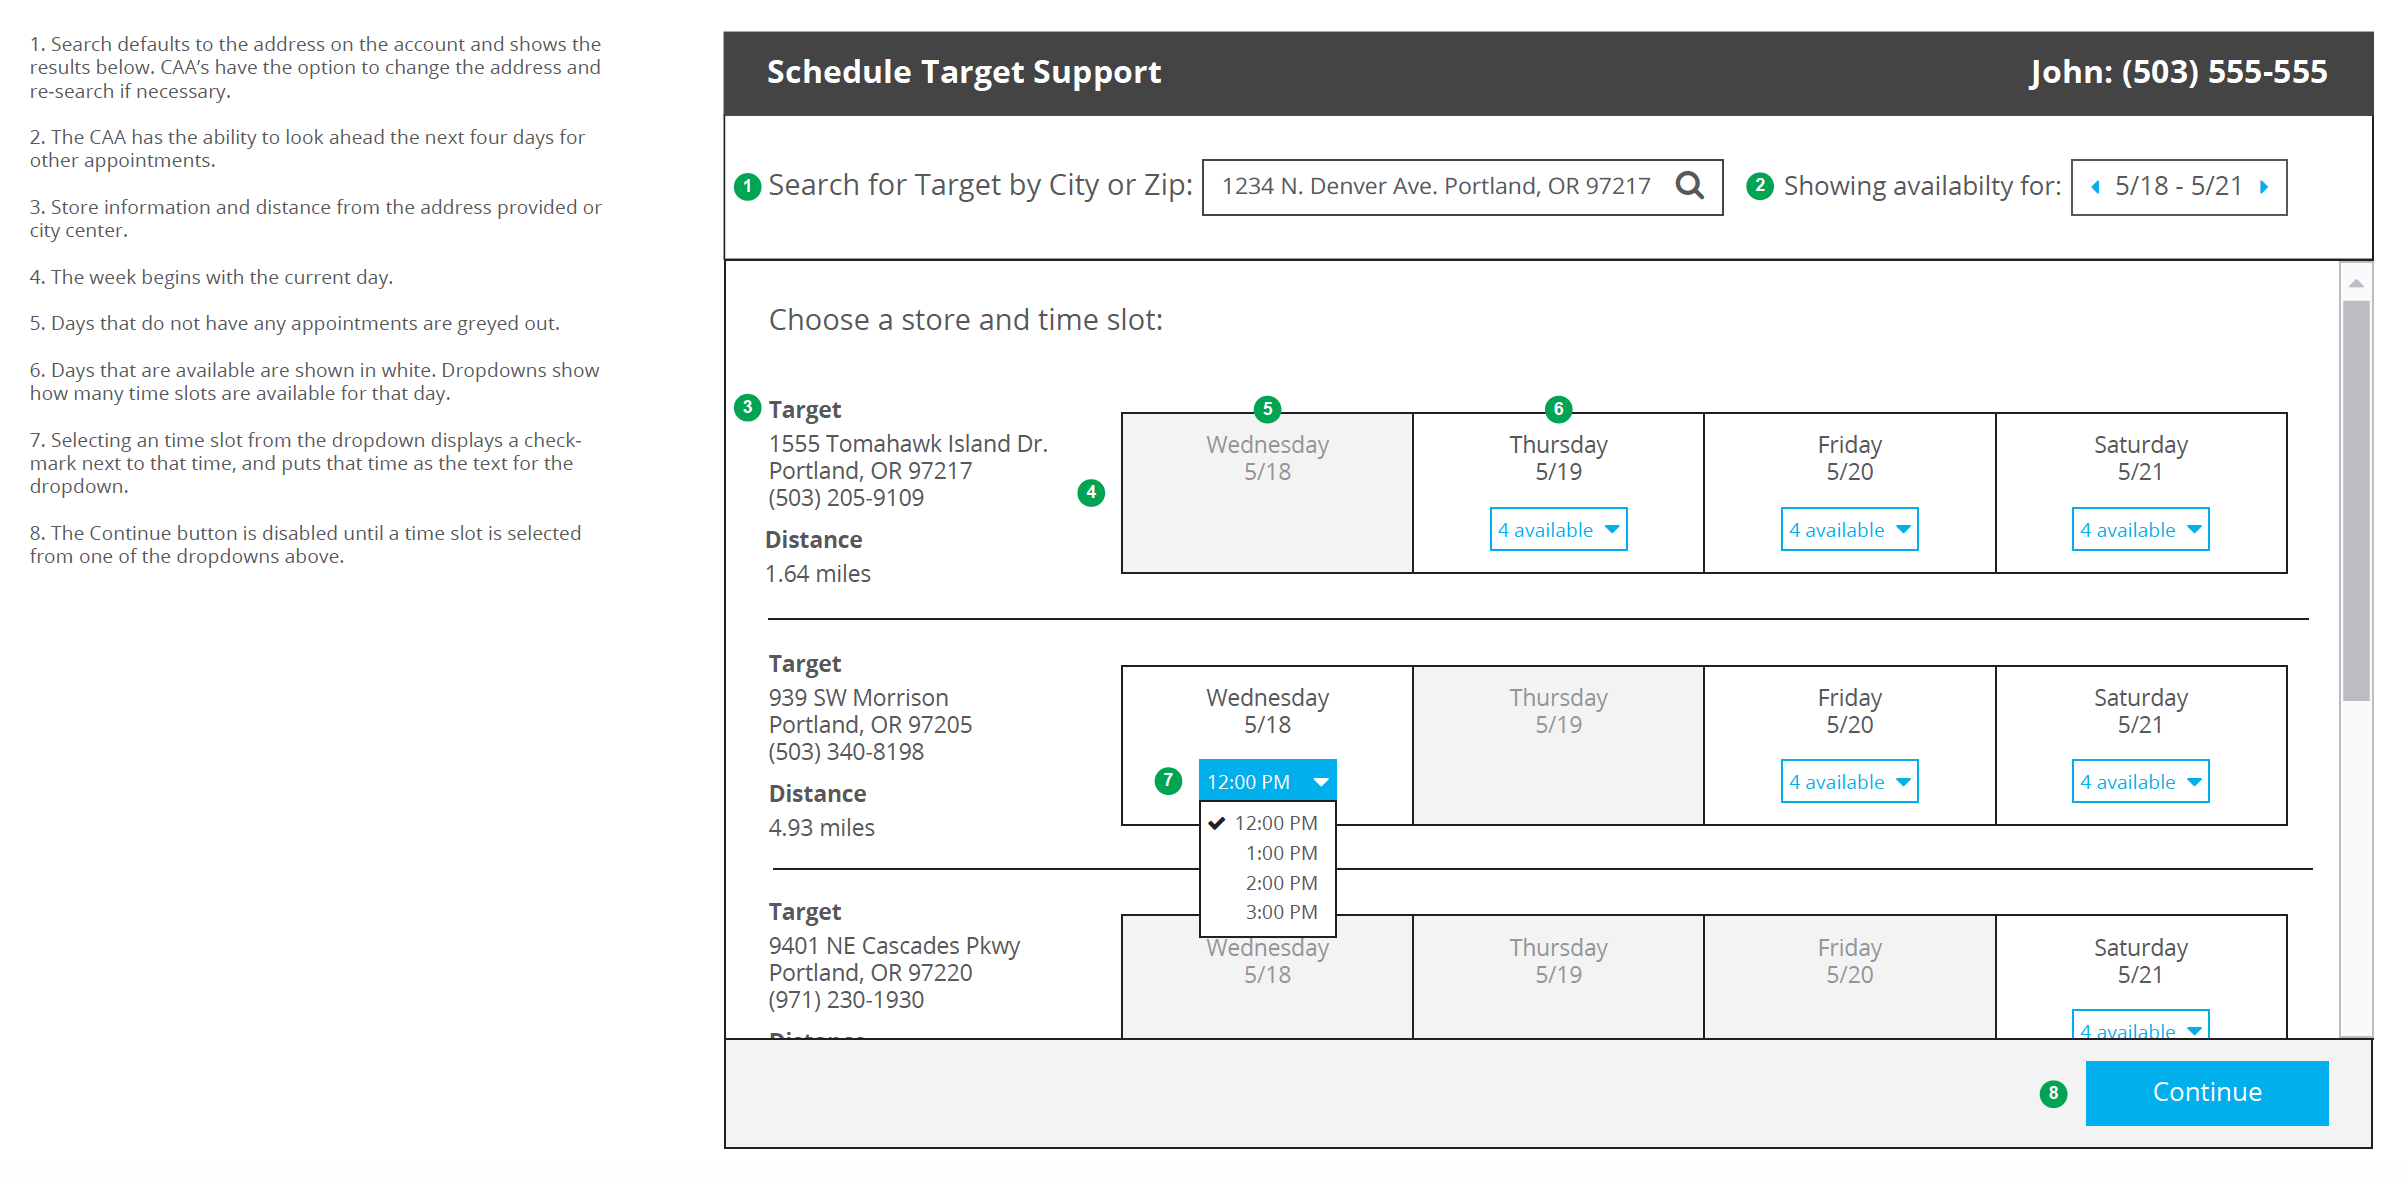 1. Search defaults to the address on the account and shows the
results below. CAA's have the option to change the address and
re-search if necessary.
2. The CAA has the ability to look ahead the next four days for
other appointments.
3. Store information and distance from the address provided or
city center.
4. The week begins with the current day.
5. Days that do not have any appointments are greyed out.
6. Days that are available are shown in white. Dropdowns show
how many time slots are available for that day.
7. Selecting an time slot from the dropdown displays a check-
mark next to that time, and puts that time as the text for the
dropdown.
8. The Continue button is disabled until a time slot is selected
from one of the dropdowns above.
Schedule Target Support
John: (503) 555-555
1 Search for Target by City or Zip:
1234 N. Denver Ave. Portland, OR 97217
2 Showing availabilty for:
5/18 - 5/21
Choose a store and time slot:
3 Target
1555 Tomahawk Island Dr.
Portland, OR 97217
(503) 205-9109
Distance
1.64 miles
4
5
Wednesday
5/18
6
Thursday
5/19
4 available
Friday
5/20
4 available
Saturday
5/21
4 available
Target
939 SW Morrison
Portland, OR 97205
(503) 340-8198
Distance
4.93 miles
Wednesday
5/18
7
12:00 PM
12:00 PM
1:00 PM
2:00 PM
3:00 PM
Thursday
5/19
Friday
5/20
4 available
Saturday
5/21
4 available
Target
9401 NE Cascades Pkwy
Portland, OR 97220
(971) 230-1930
Distance
Wednesday
5/18
Thursday
5/19
Friday
5/20
Saturday
5/21
4 available
8
Continue